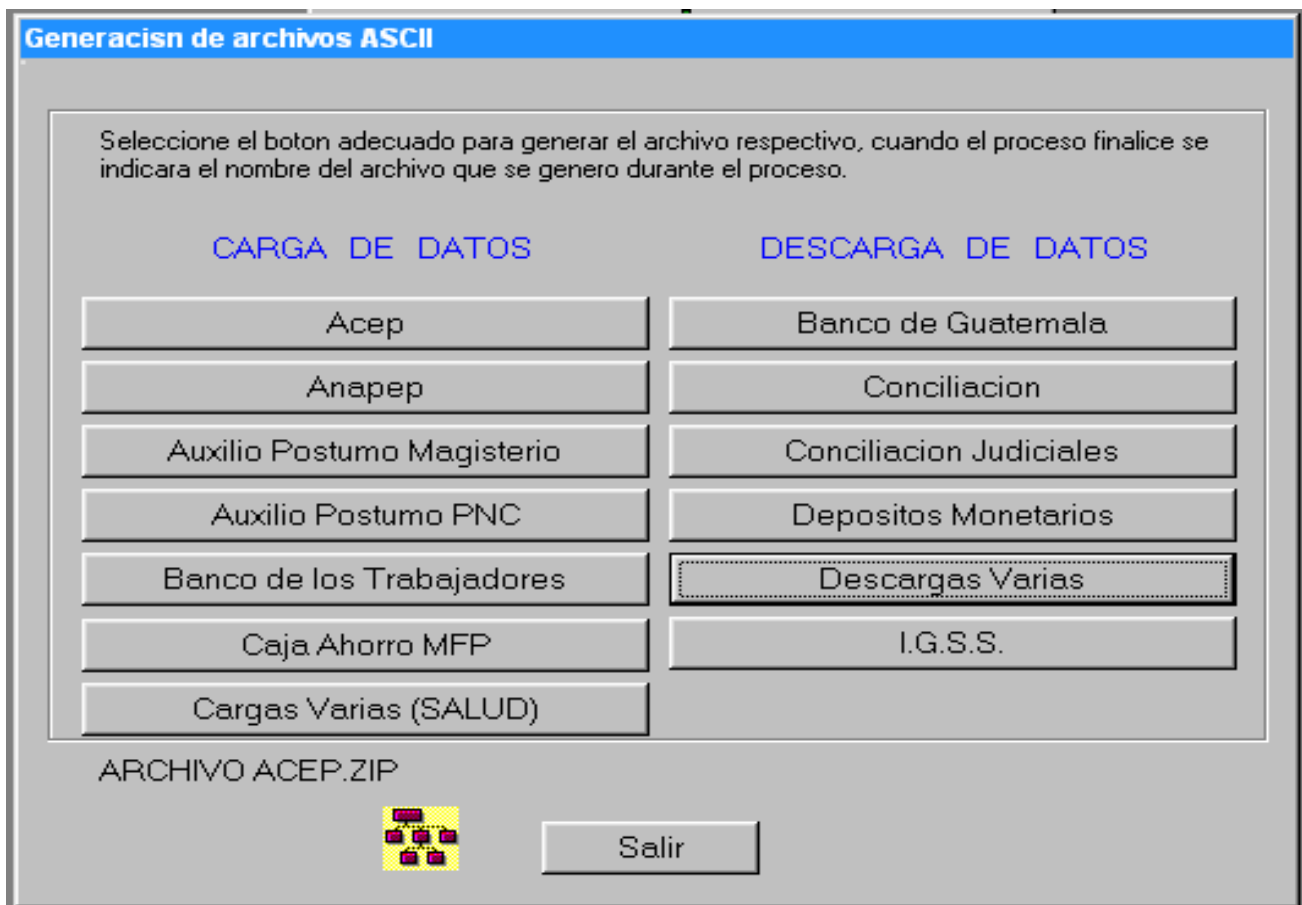 Generacisn de archivos ASCII
Seleccione el boton adecuado para generar el archivo respectivo, cuando el proceso finalice se
indicara el nombre del archivo que se genero durante el proceso.
CARGA DE DATOS
Acep
Anapep
Auxilio Postumo Magisterio
Auxilio Postumo PNC
Banco de los Trabajadores
Caja Ahorro MFP
Cargas Varias (SALUD)
DESCARGA DE DATOS
Banco de Guatemala
Conciliacion
Conciliacion Judiciales
Depositos Monetarios
Descargas Varias
I.G.S.S.
ARCHIVO ACEP.ZIP
Salir